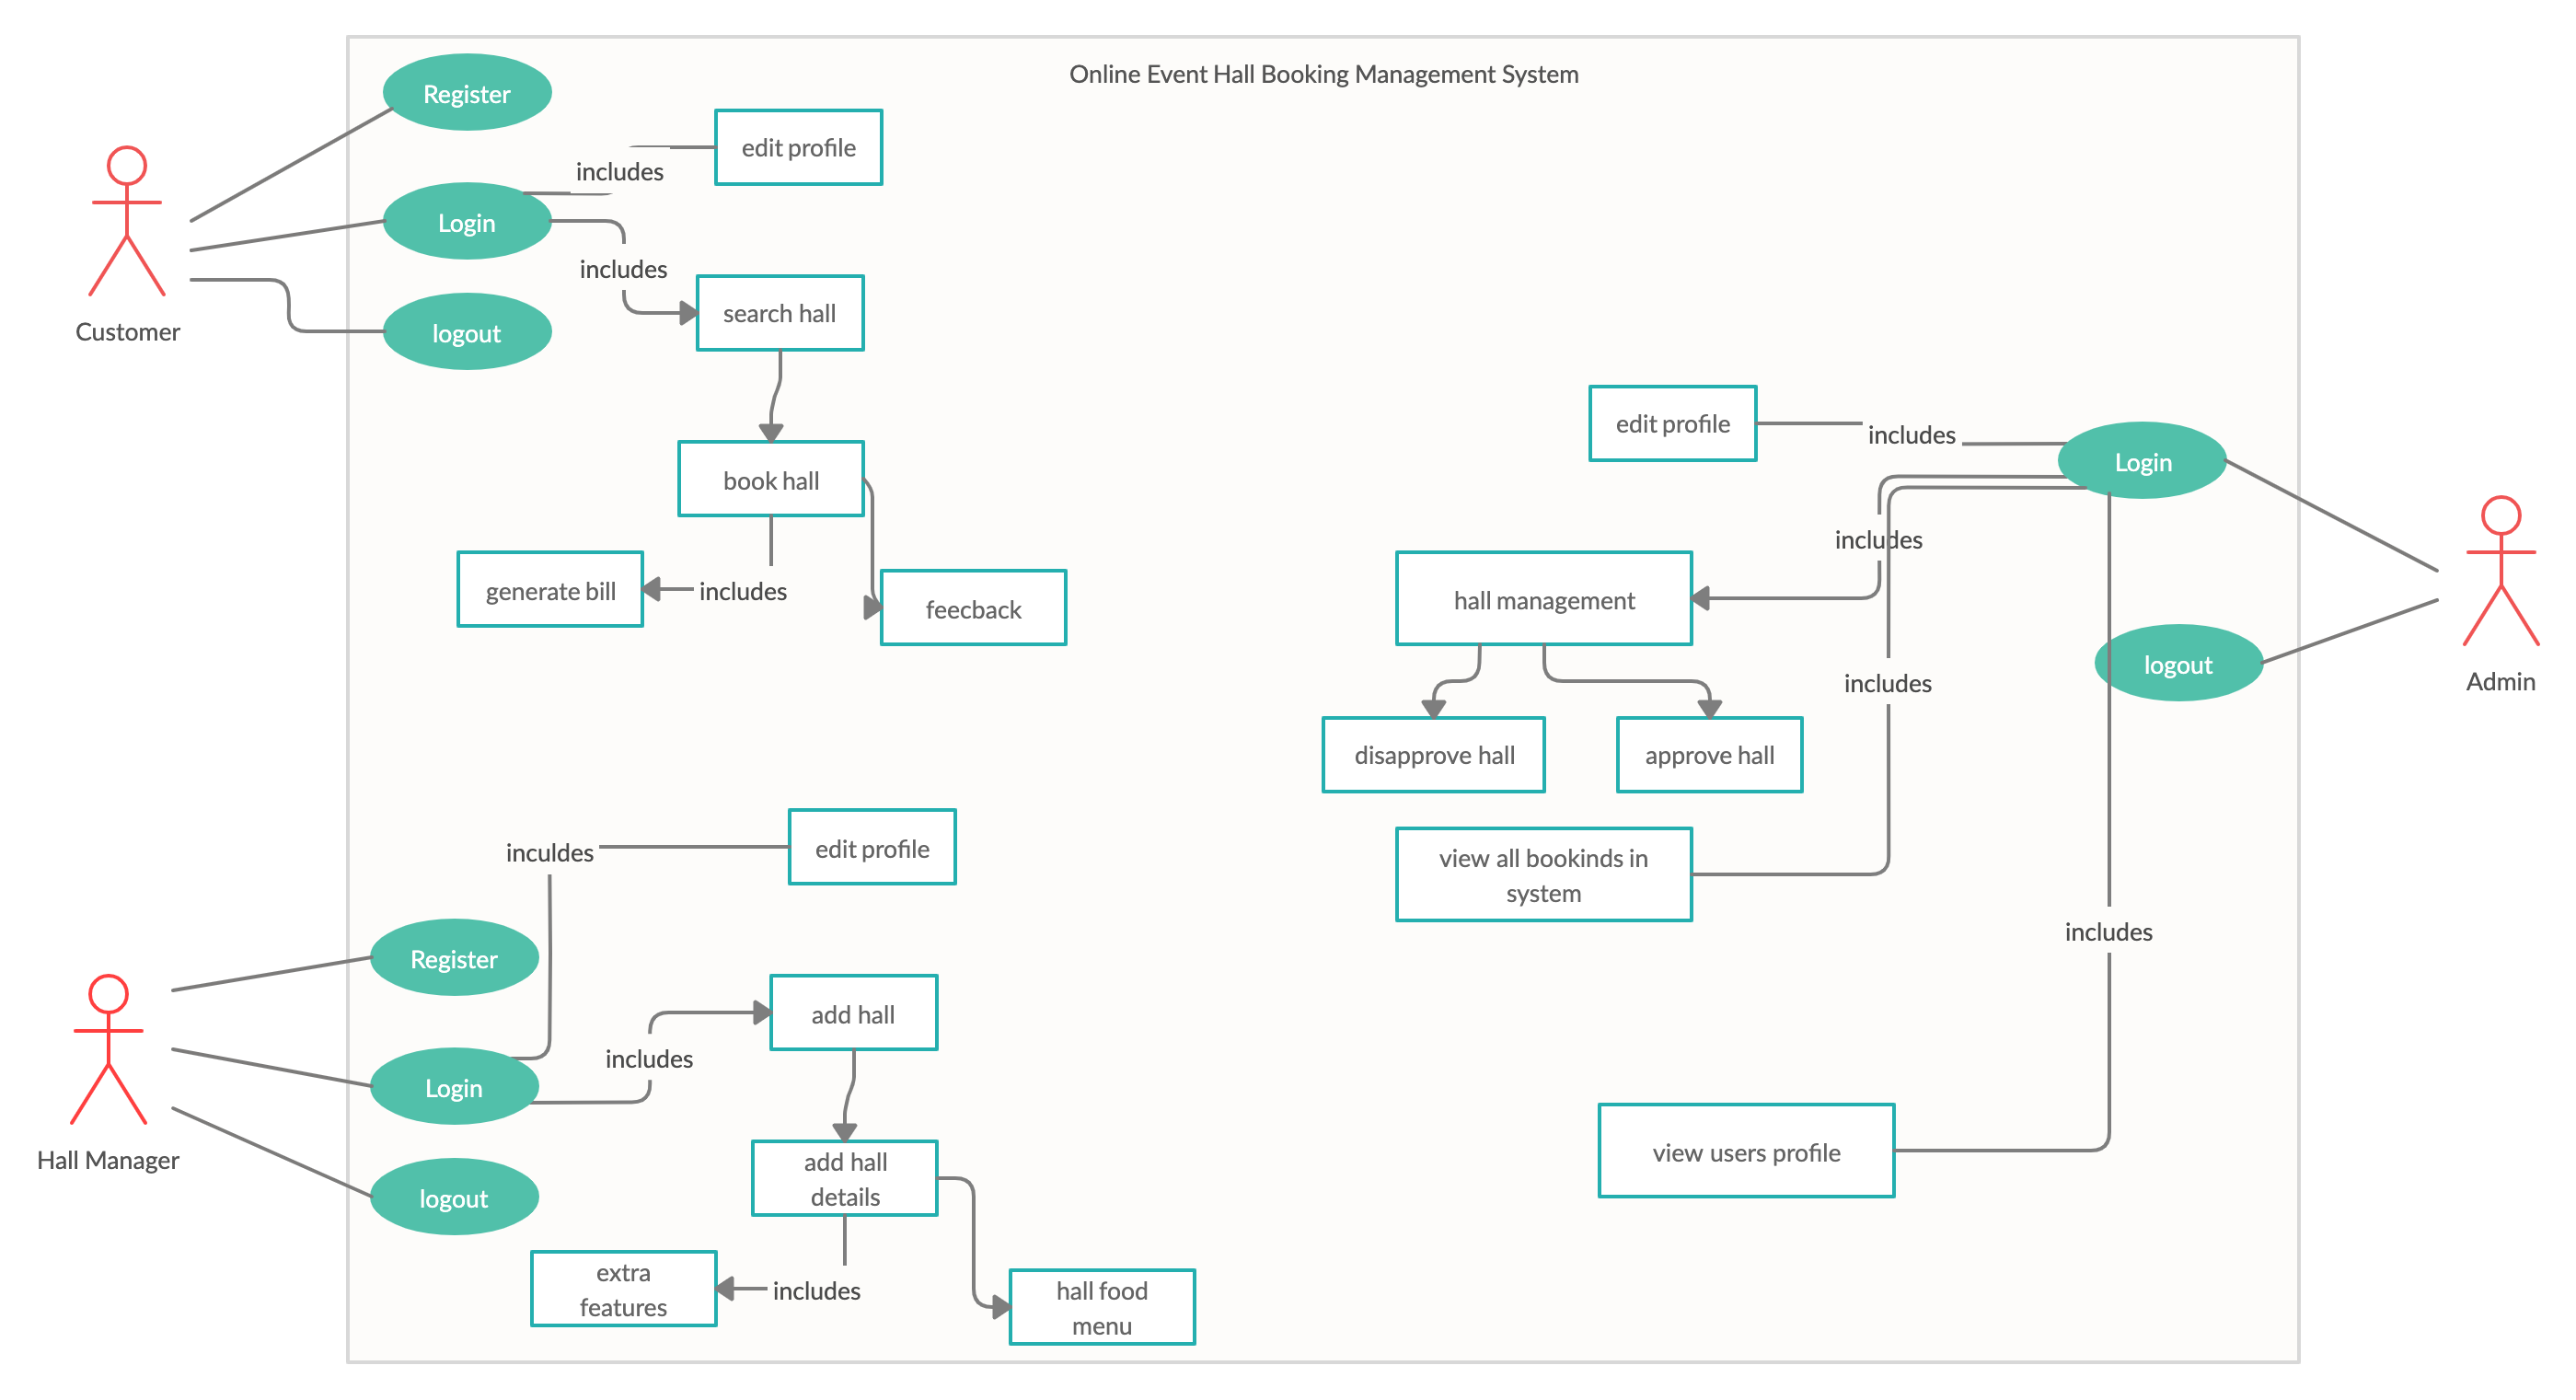 Online Event Hall Booking Management System
Register
edit profile
includes
Login
includes
search hall
Customer
logout
edit profile
includes
Login
book hall
includes
generate bill
includes
feecback
hall management
includes
logout
Admin
disapprove hall
approve hall
inculdes
edit profile
view all bookinds in
system
includes
Register
add hall
includes
Login
Hall Manager
add hall
details
view users profile
logout
extra
features
includes
hall food
menu